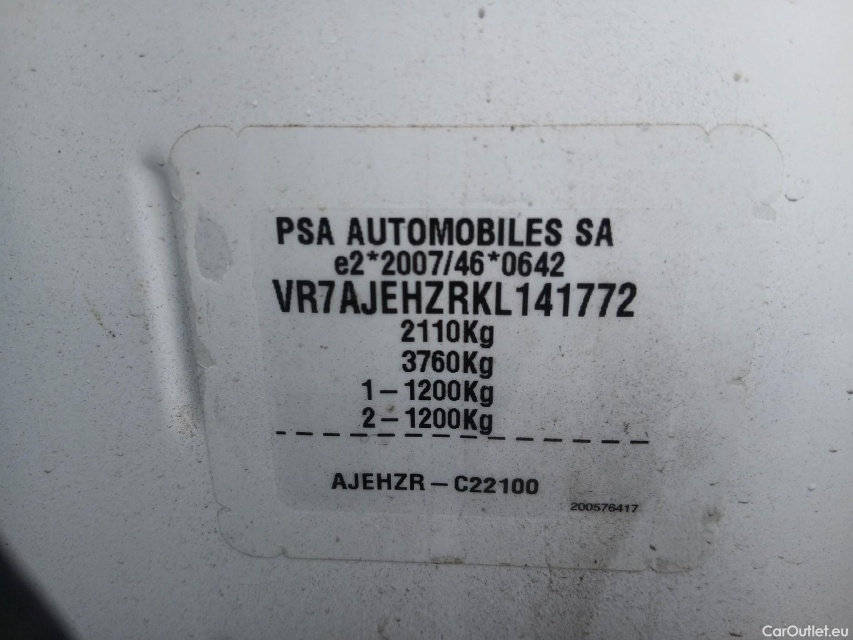 PSA AUTOMOBILES SA
e2*2007/46*0642
VR7AJEHZRKL141772
2110Kg
3760Kg
1-1200Kg
2-1200Kg
AJEHZR-C22100
200576417
CarOutlet.eu